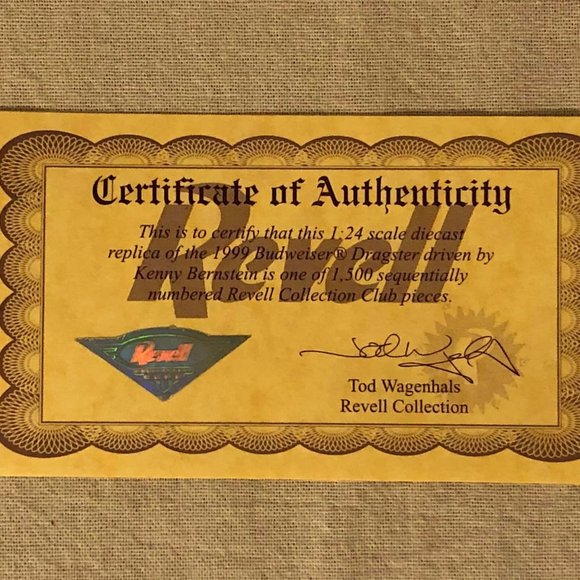 Certificate of Authenticity
Revell
This is to certify that this 1:24 scale diecast
replica of the 1999 Budweiser® Dragster driven by
Kenny Bernstein is one of 1,500 sequentially
numbered Revell Collection Club pieces.
Revell
Tod Wagenhals
Revell Collection